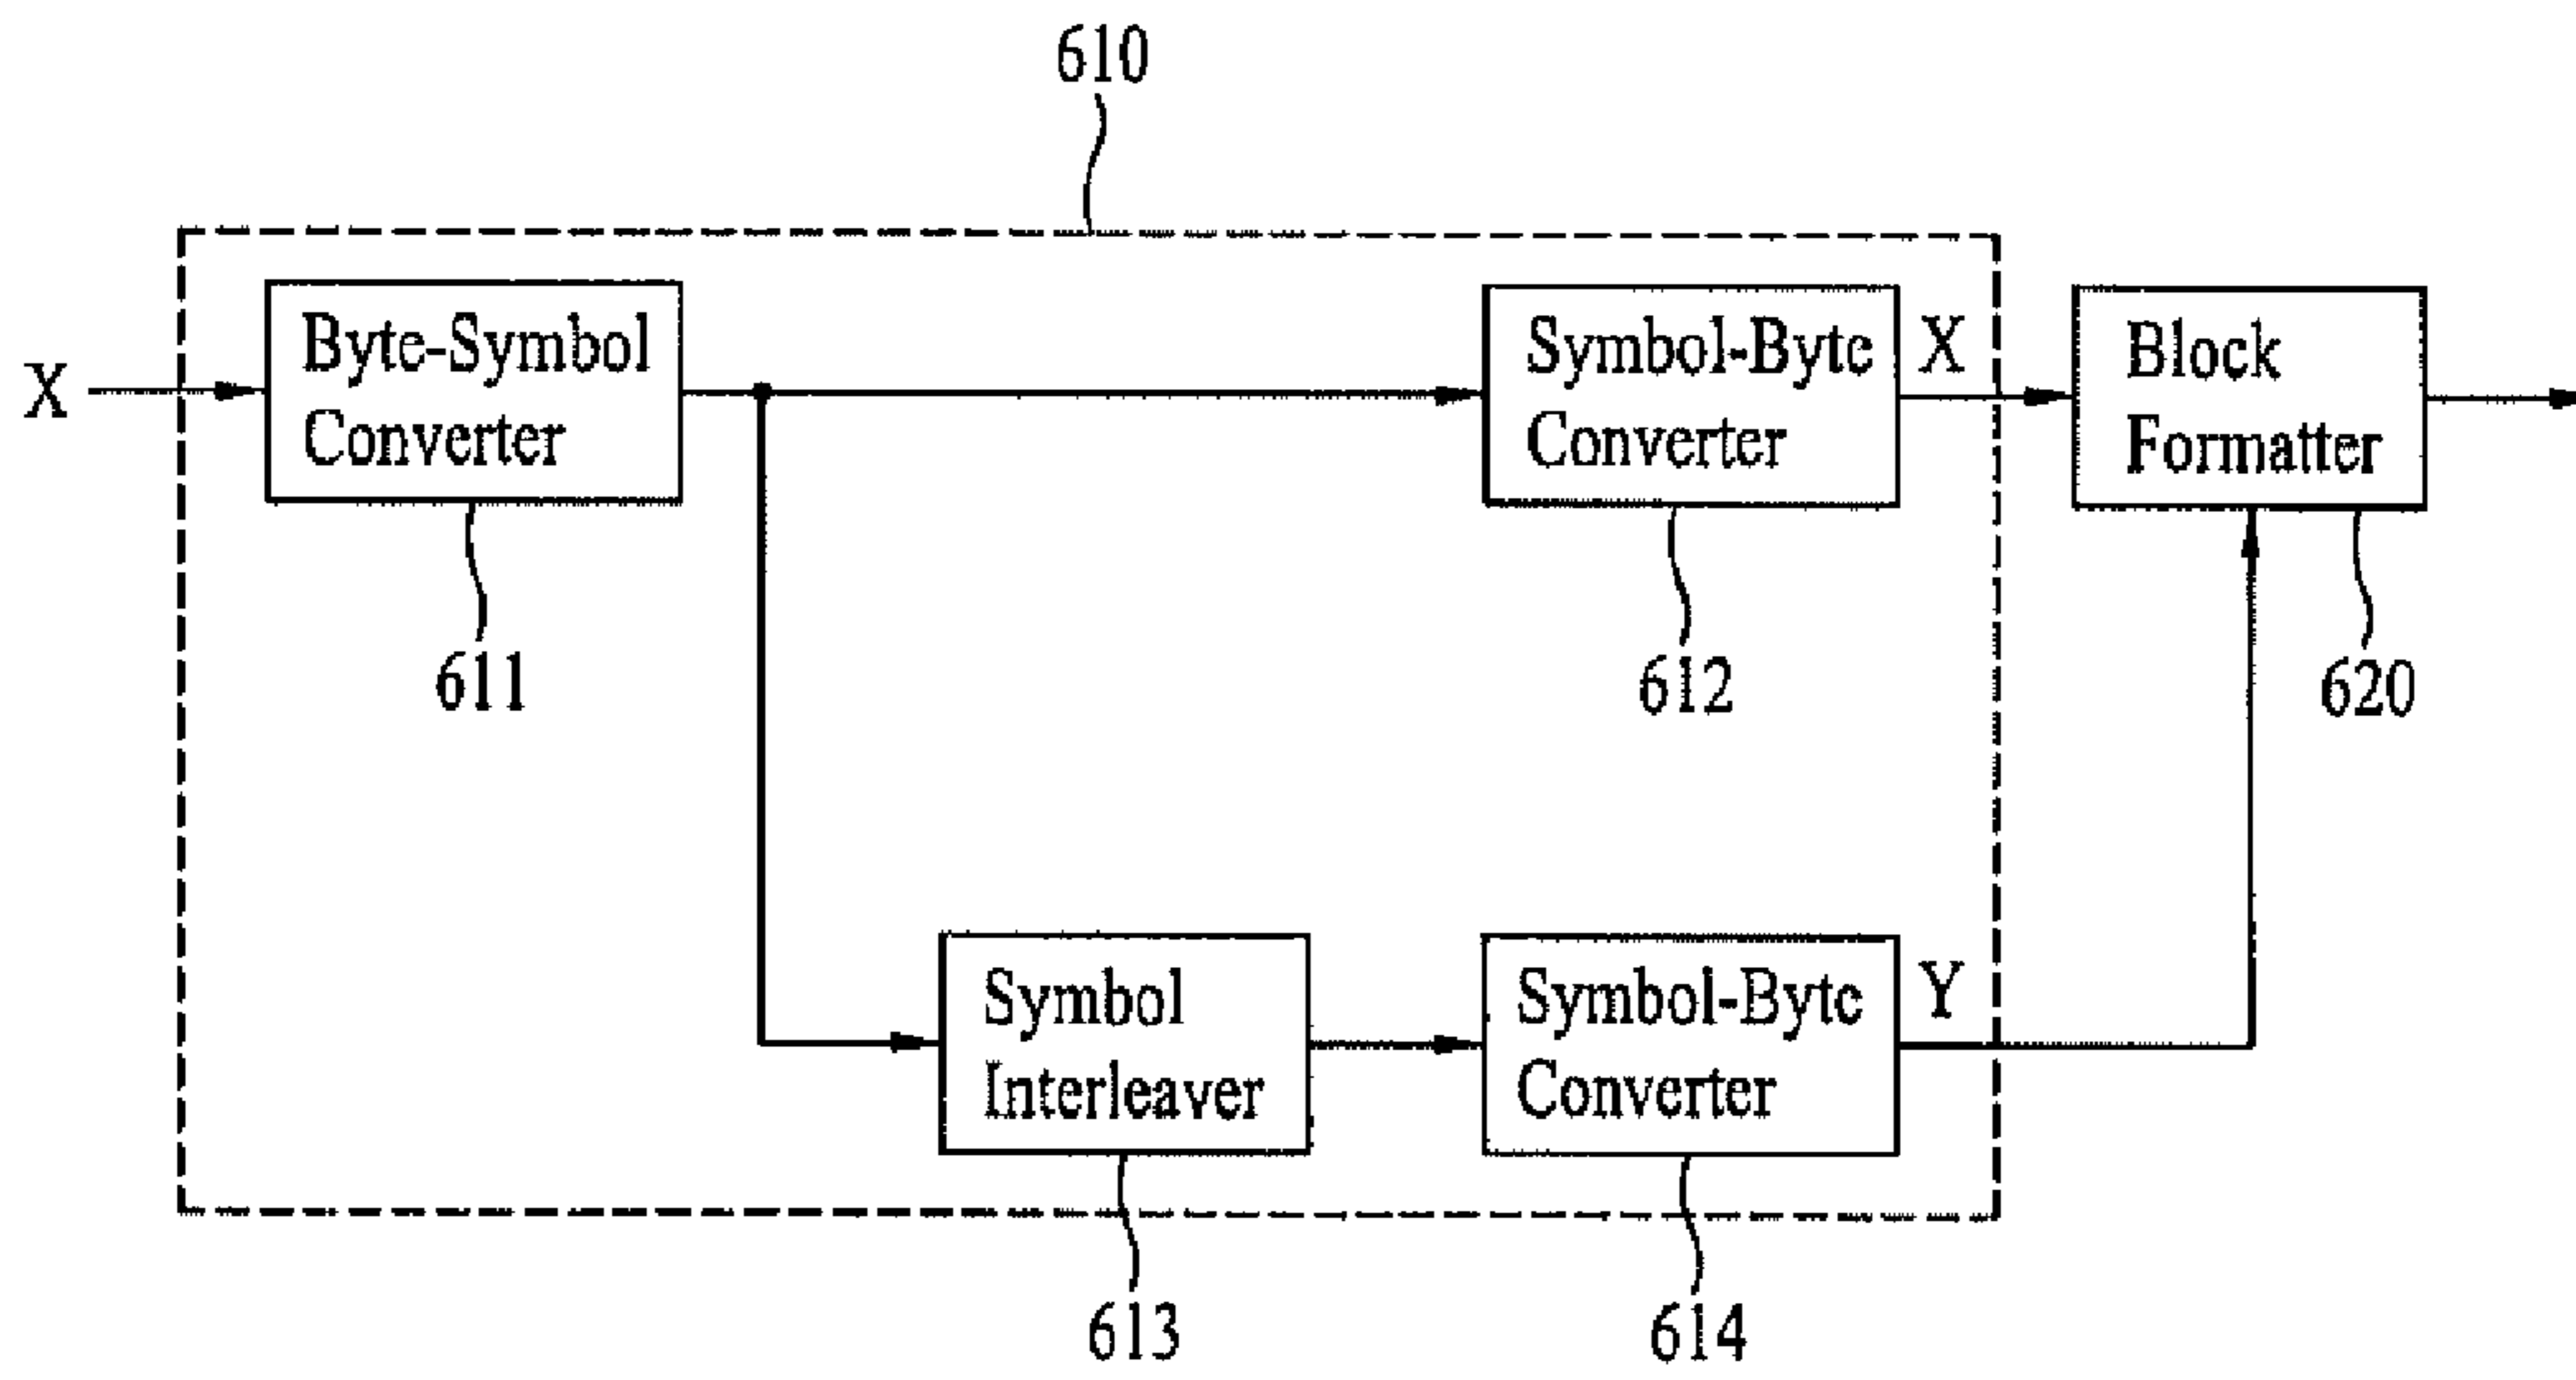 610
X
Byte-Symbol
Converter
611
Symbol-Byte
Converter
612
X
Block
Formatter
620
Symbol
Interleaver
613
Symbol-Byte
Converter
614
Y